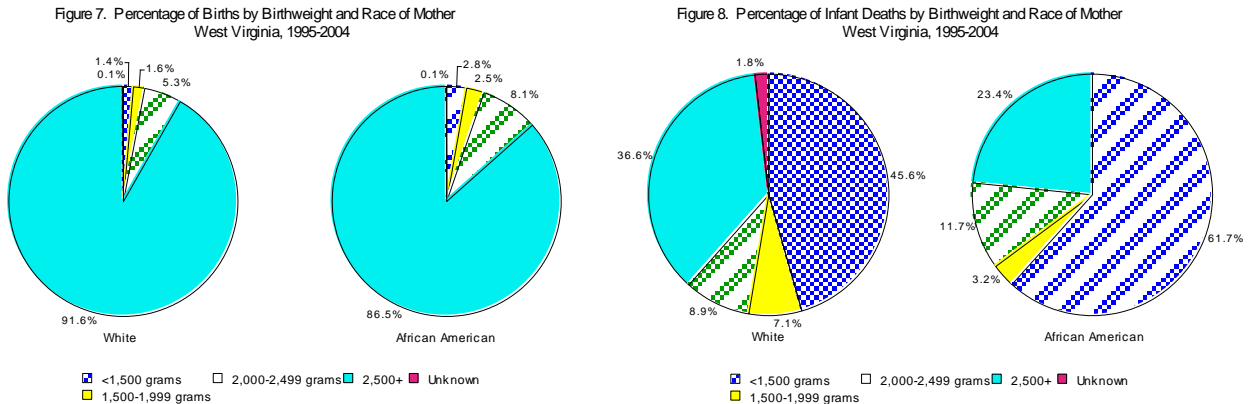 Figure 7. Percentage of Births by Birthweight and Race of Mother
West Virginia, 1995-2004
1.4%
0.1%
1.6%
5.3%
91.6%
White
0.1%
2.8%
2.5%
8.1%
86.5%
African American
<1,500 grams
2,000-2,499 grams
2,500+
Unknown
1,500-1,999 grams
Figure 8. Percentage of Infant Deaths by Birthweight and Race of Mother
West Virginia, 1995-2004
1.8%
36.6%
45.6%
8.9%
7.1%
White
23.4%
11.7%
3.2%
61.7%
African American
<1,500 grams
2,000-2,499 grams
2,500+
Unknown
1,500-1,999 grams